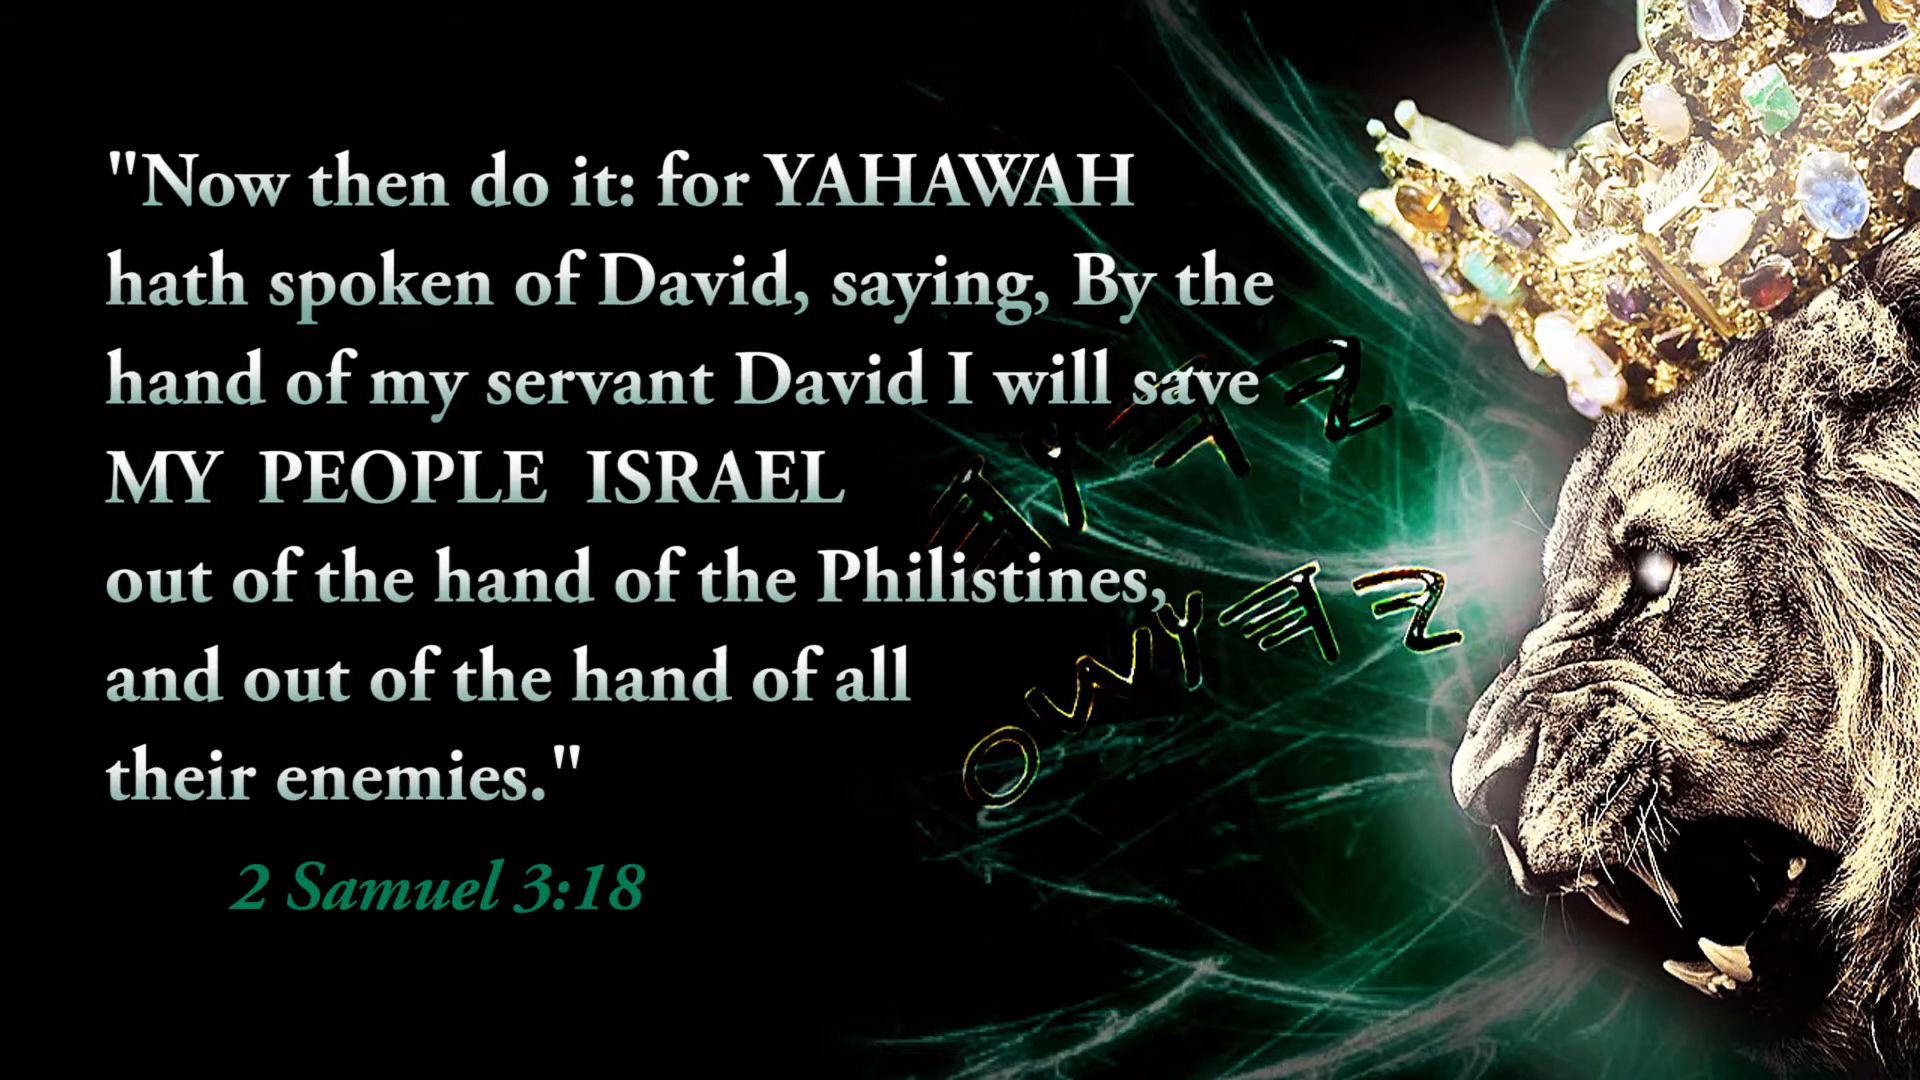 "Now then do it: for YAHAWAH
hath spoken of David, saying, By the
hand of my servant David I will save
MY PEOPLE ISRAEL
out of the hand of the Philistines,
and out of the hand of all
their enemies."
2 Samuel 3:18
𐤉𐤄𐤅𐤄
𐤉𐤄𐤅𐤔𐤏